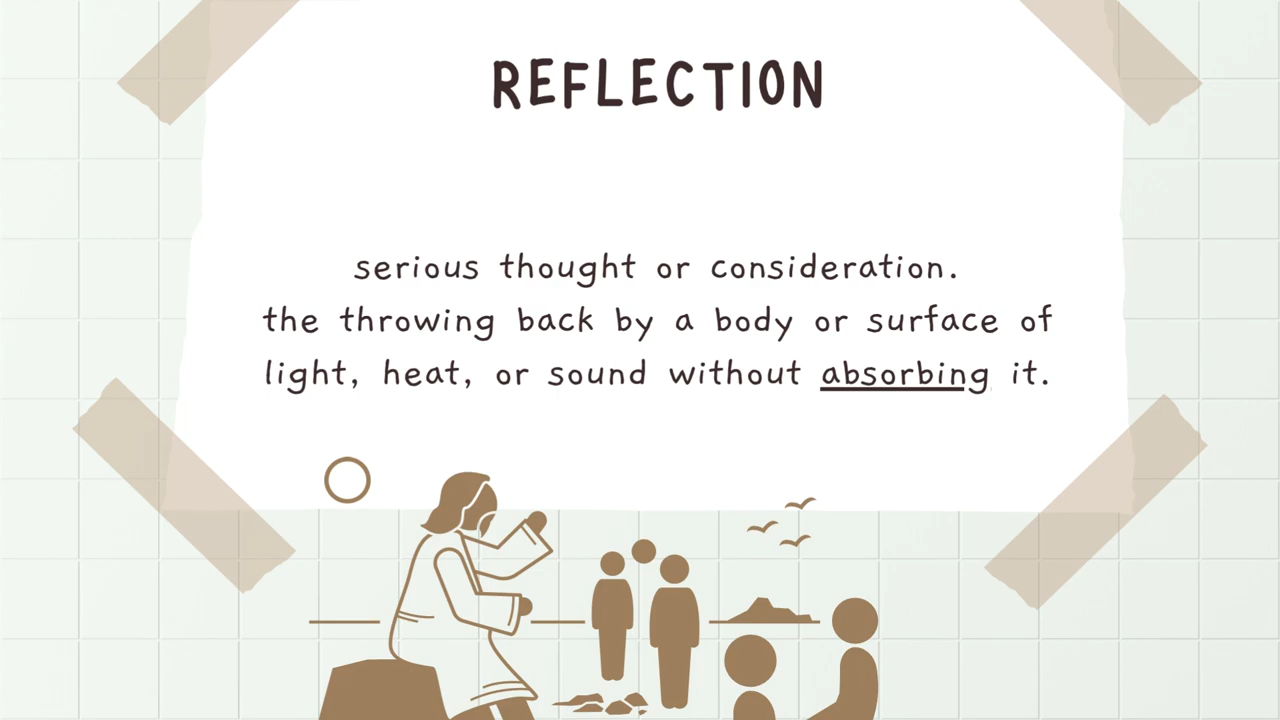 REFLECTION
serious thought or consideration.
the throwing back by a body or surface of
light, heat, or sound without absorbing it.